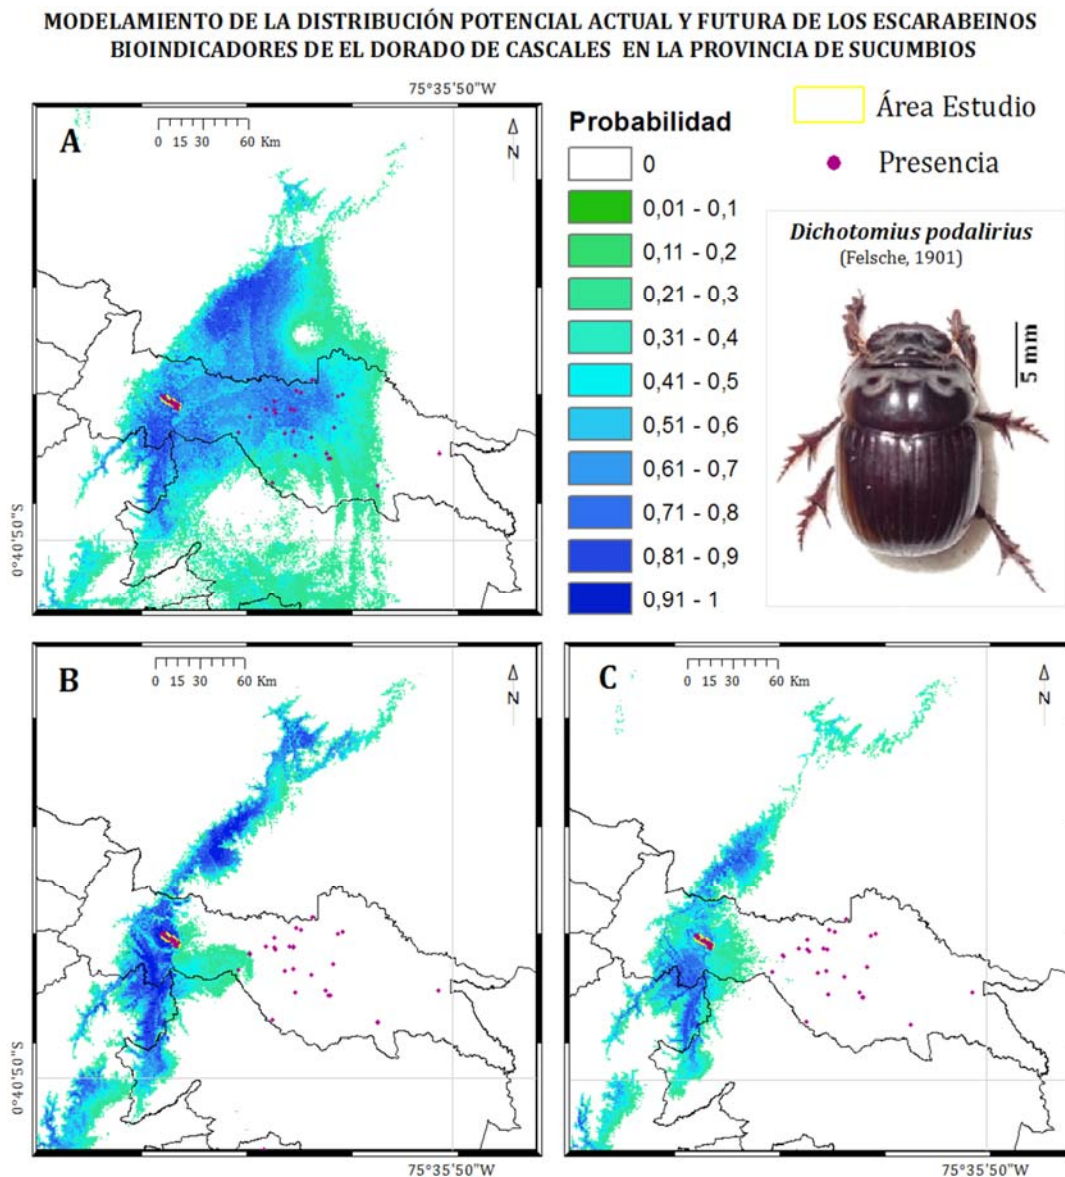 MODELAMIENTO DE LA DISTRIBUCIÓN POTENCIAL ACTUAL Y FUTURA DE LOS ESCARABEINOS
BIOINDICADORES DE EL DORADO DE CASCALES EN LA PROVINCIA DE SUCUMBIOS
75°35'50"W
A
0 15 30 60 Km
N
0°40'50"S
Probabilidad
0
0,01 - 0,1
0,11 - 0,2
0,21 - 0,3
0,31 - 0,4
0,41 - 0,5
0,51 - 0,6
0,61 - 0,7
0,71 - 0,8
0,81 - 0,9
0,91 - 1
Área Estudio
Presencia
Dichotomius podalirius
(Felsche, 1901)
5 mm
B
0 15 30 60 Km
N
0°40'50"S
75°35'50"W
C
0 15 30 60 Km
N
75°35'50"W